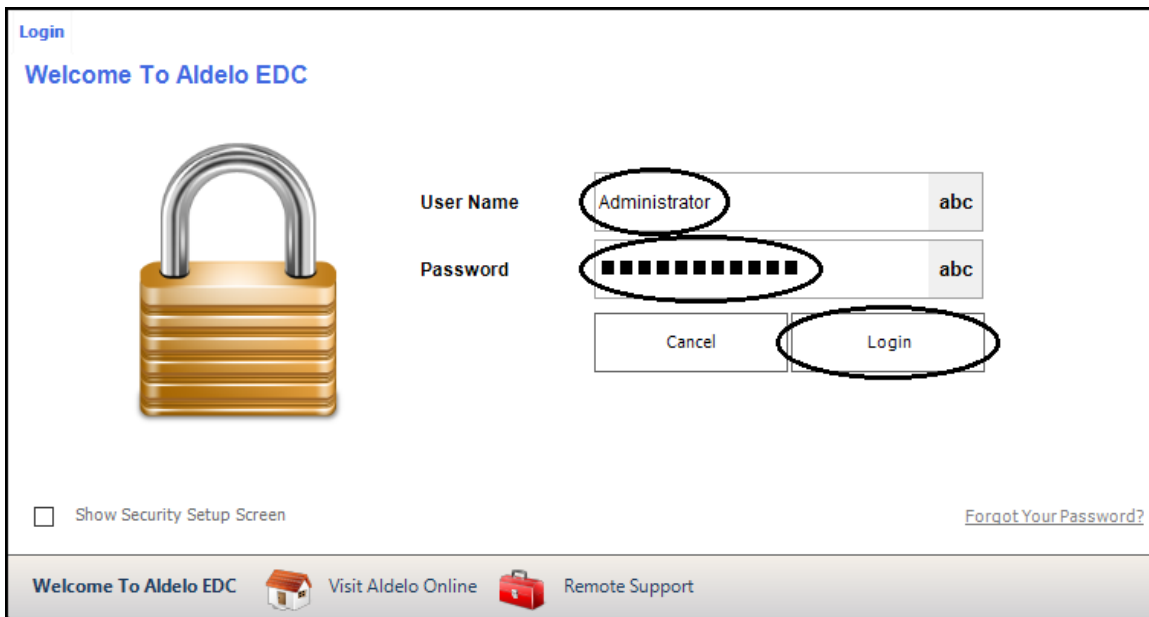 Login
Welcome To Aldelo EDC
User Name
Administrator
abc
Password
abc
Cancel
Login
Show Security Setup Screen
Forgot Your Password?
Welcome To Aldelo EDC
Visit Aldelo Online
Remote Support